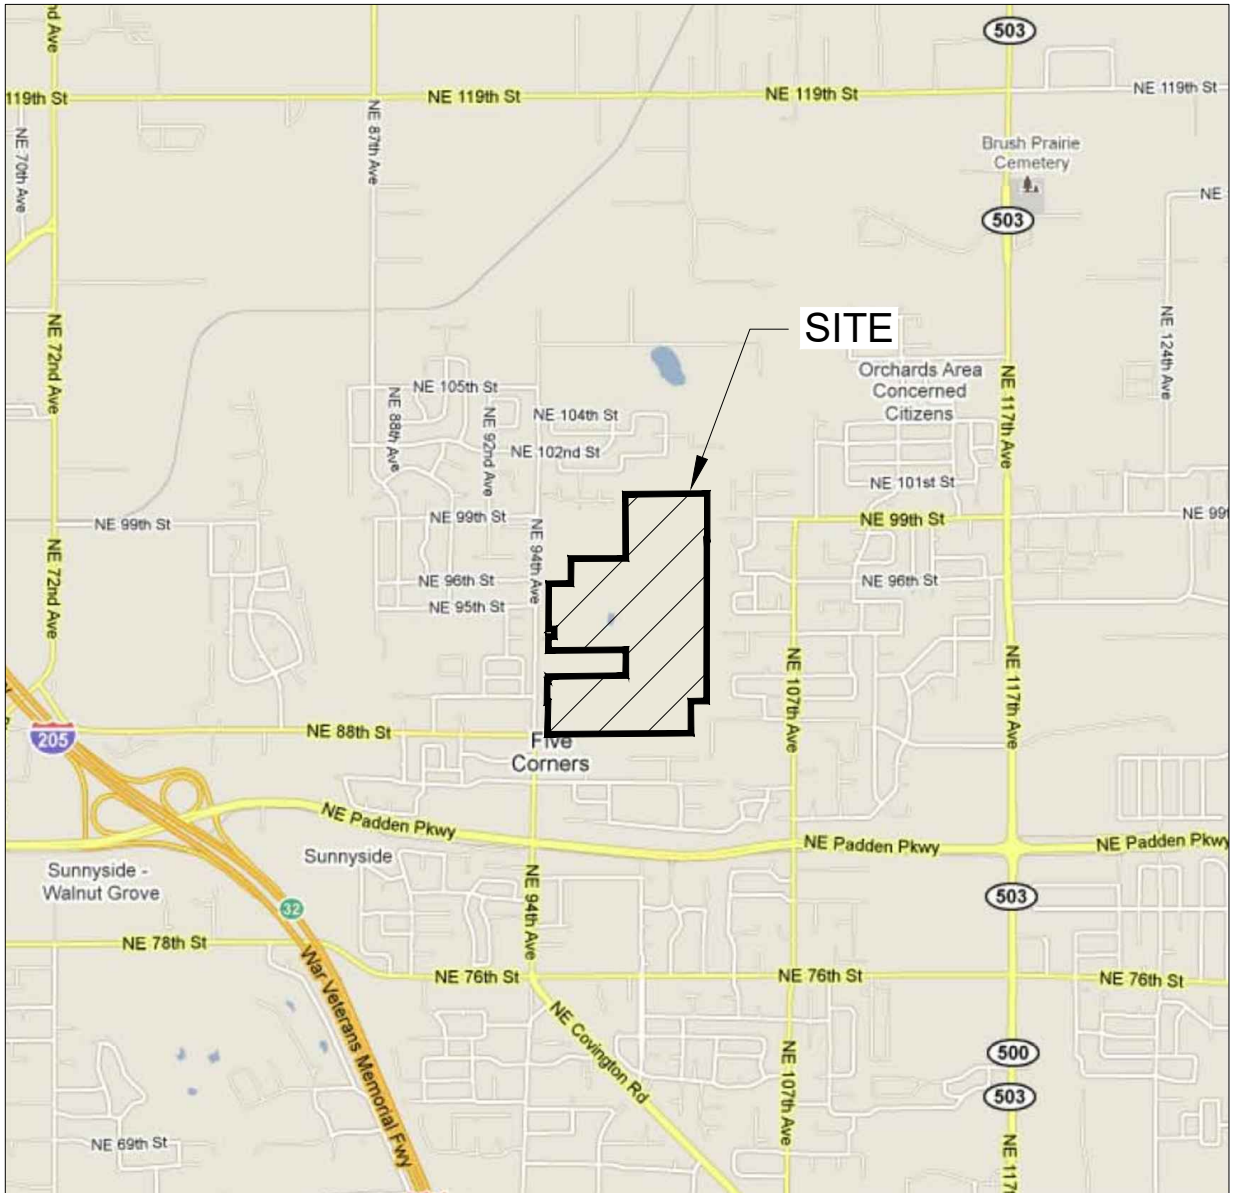 nd Ave
503
119th St
NE 119th St
NE 119th St
NE 119th St
NE 87th Ave
NE 70th Ave
Brush Prairie
Cemetery
NE
503
SITE
NE 72nd Ave
NE 124th Ave
Orchards Area
Concerned
Citizens
NE 117th Ave
NE 105th St
NE 88th Ave
NE 92nd Ave
NE 104th St
NE 102nd St
NE 101st St
NE 99th St
NE 99th St
NE 94th Ave
NE 99th St
NE 99t
NE 72nd Ave
NE 96th St
NE 96th St
NE 95th St
NE 107th Ave
NE 117th Ave
205
NE 88th St
Five
Corners
NE Padden Pkwy
NE Padden Pkwy
NE Padden Pkwy
Sunnyside -
Walnut Grove
Sunnyside
NE 94th Ave
503
32
NE 78th St
War Veterans Memorial Fwy
NE 76th St
NE 76th St
NE 76th St
NE Covington Rd
NE 107th Ave
500
503
NE 69th St
NE 117t